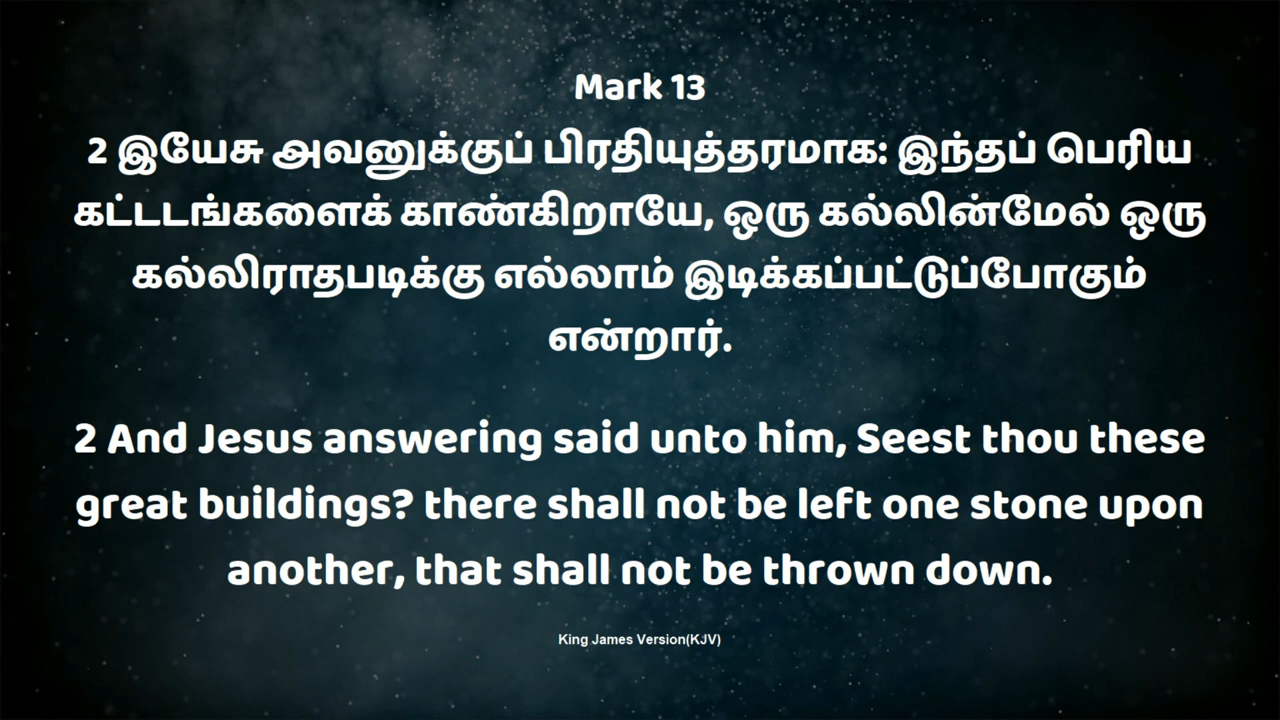 Mark 13
2 இயேசு அவனுக்குப் பிரதியுத்தரமாக: இந்தப் பெரிய
கட்டடங்களைக் காண்கிறாயே, ஒரு கல்லின்மேல் ஒரு
கல்லிராதபடிக்கு எல்லாம் இடிக்கப்பட்டுப்போகும்
என்றார்.
2 And Jesus answering said unto him, Seest thou these
great buildings? there shall not be left one stone upon
another, that shall not be thrown down.
King James Version(KJV)